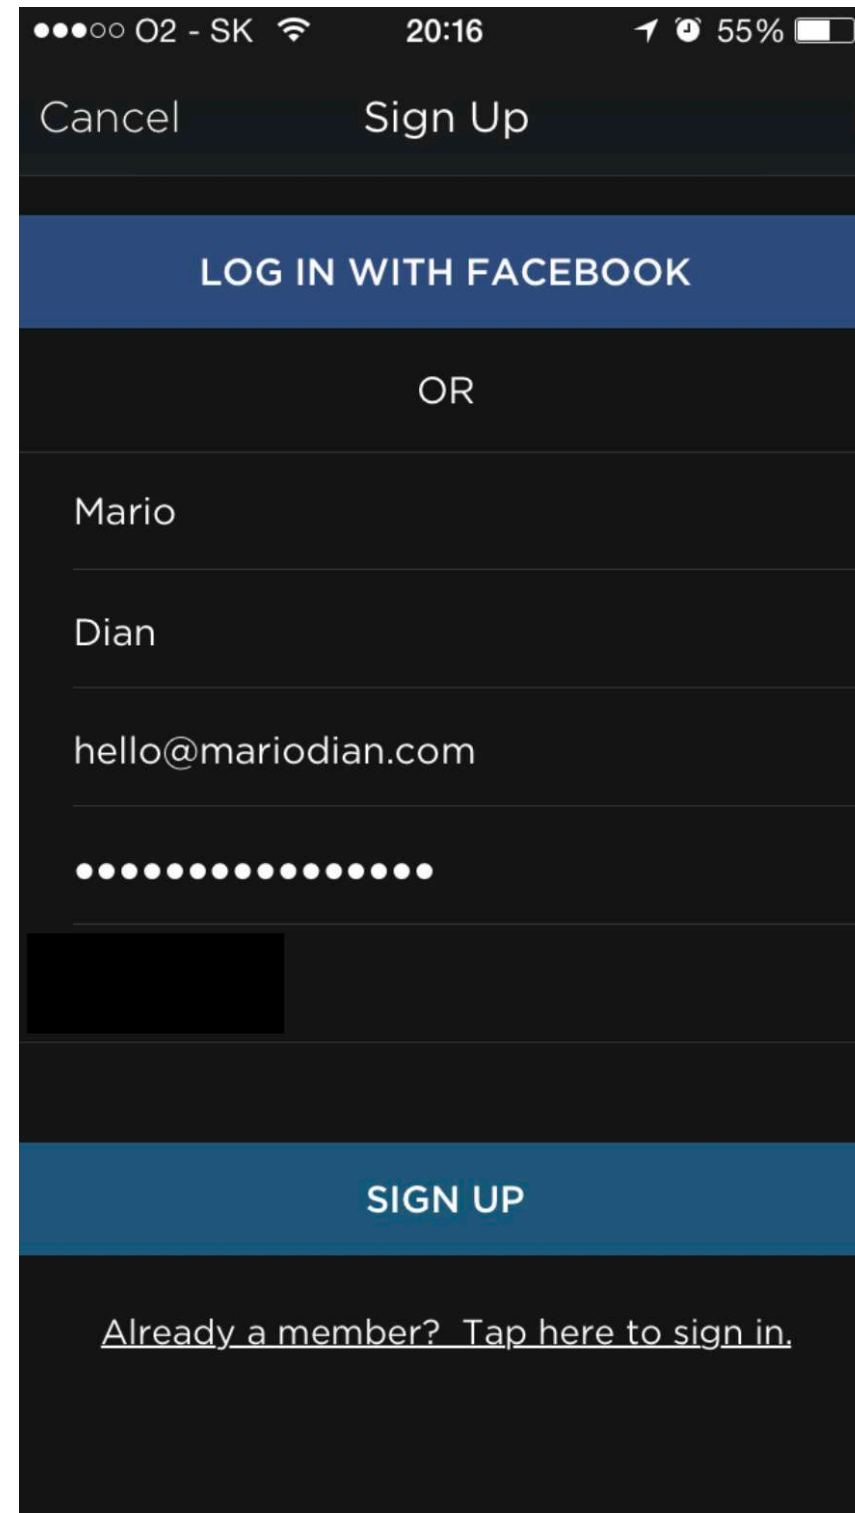 ●●●○○ O2 - SK 20:16 55%
Cancel Sign Up
LOG IN WITH FACEBOOK
OR
Mario
Dian
hello@mariodian.com
●●●●●●●●●●●●●●●●
SIGN UP
Already a member? Tap here to sign in.